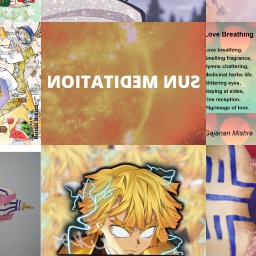 SUN MEDITATION
Love Breathing
Love breathing,
Smelling fragrance,
hymns chattering,
Medicinal herbs life.
Glittering eyes,
Staying at sides,
Fine reception,
Pilgrimage of love.
Gajanan Mishra